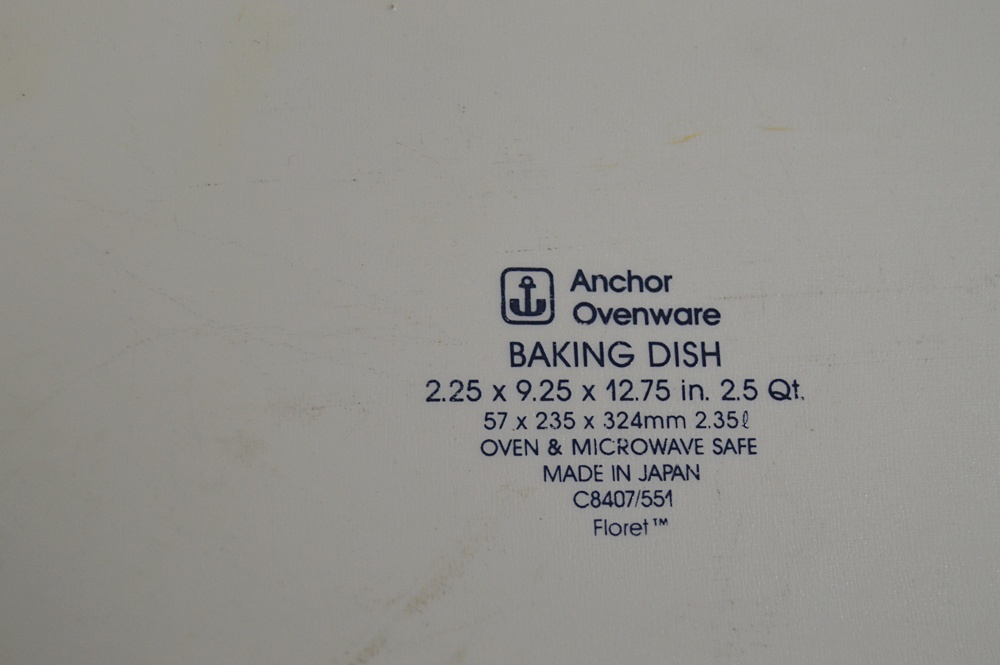 Anchor
Ovenware
BAKING DISH
2.25 x 9.25 x 12.75 in. 2.5 Qt.
57 x 235 x 324mm 2.35ℓ
OVEN & MICROWAVE SAFE
MADE IN JAPAN
C8407/551
Floret™